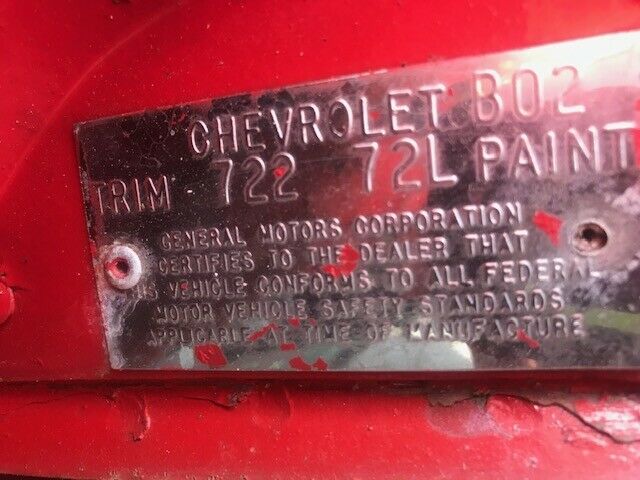 CHEVROLET B02
TRIM 722 72L PAINT
GENERAL MOTORS CORPORATION
CERTIFIES TO THE DEALER THAT
THIS VEHICLE CONFORMS TO ALL FEDERAL
MOTOR VEHICLE SAFETY STANDARDS
APPLICABLE AT TIME OF MANUFACTURE